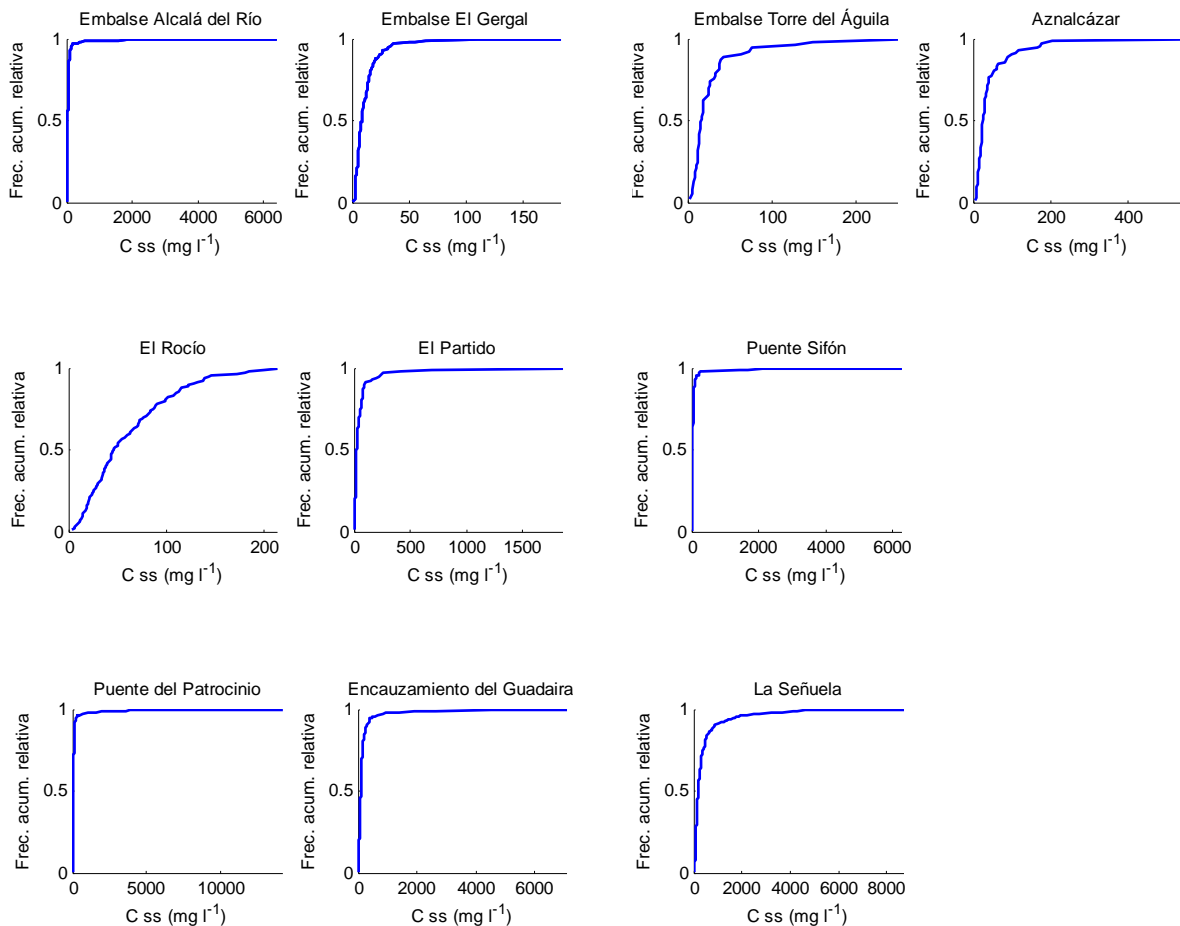 Embalse Alcalá del Río
1
0.5
0
Frec. acum. relativa
0 2000 4000 6000
C ss (mg l-1)
Embalse El Gergal
1
0.5
0
Frec. acum. relativa
0 50 100 150
C ss (mg l-1)
Embalse Torre del Águila
1
0.5
0
Frec. acum. relativa
0 100 200
C ss (mg l-1)
Aznalcázar
1
0.5
0
Frec. acum. relativa
0 200 400
C ss (mg l-1)
El Rocío
1
0.5
0
Frec. acum. relativa
0 100 200
C ss (mg l-1)
El Partido
1
0.5
0
Frec. acum. relativa
0 500 1000 1500
C ss (mg l-1)
Puente Sifón
1
0.5
0
Frec. acum. relativa
0 2000 4000 6000
C ss (mg l-1)
Puente del Patrocinio
1
0.5
0
Frec. acum. relativa
0 5000 10000
C ss (mg l-1)
Encauzamiento del Guadaira
1
0.5
0
Frec. acum. relativa
0 2000 4000 6000
C ss (mg l-1)
La Señuela
1
0.5
0
Frec. acum. relativa
0 2000 4000 6000 8000
C ss (mg l-1)